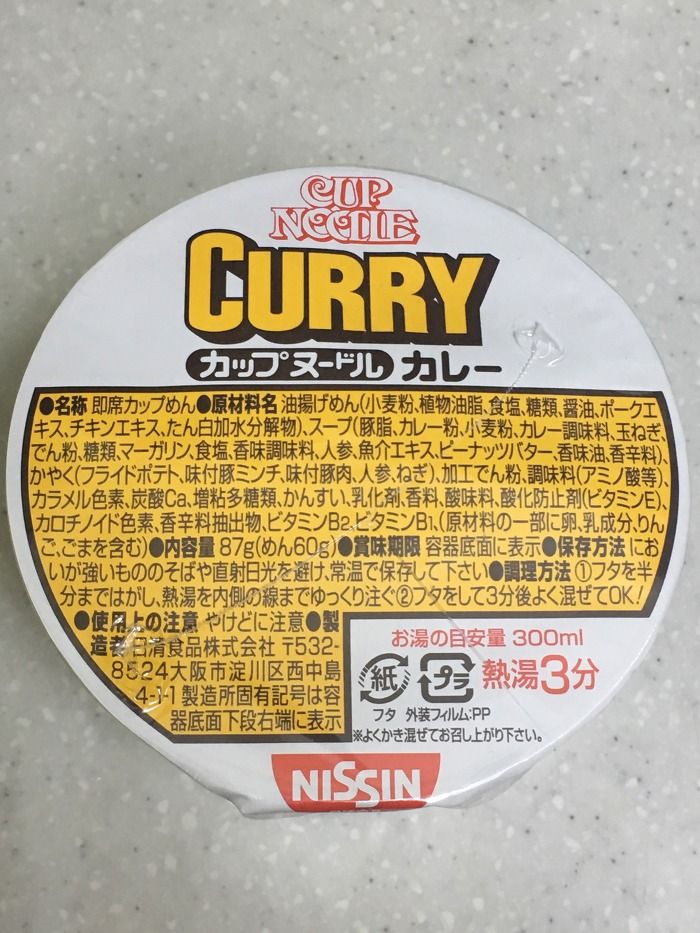 CUP
NOODLE
CURRY
カップヌードル カレー
●名称 即席カップめん●原材料名 油揚げめん(小麦粉、植物油脂、食塩、糖類、醤油、ポークエ
キス、チキンエキス、たん白加水分解物)、スープ(豚脂、カレー粉、小麦粉、カレー調味料、玉ねぎ、
でん粉、糖類、マーガリン、食塩、香味調味料、人参、魚介エキス、ピーナッツバター、香味油、香辛料)、
かやく(フライドポテト、味付豚ミンチ、味付豚肉、人参、ねぎ)、加工でん粉、調味料(アミノ酸等)、
カラメル色素、炭酸Ca、増粘多糖類、かんすい、乳化剤、香料、酸味料、酸化防止剤(ビタミンE)、
カロチノイド色素、香辛料抽出物、ビタミンB2、ビタミンB1、(原材料の一部に卵、乳成分、りん
ご、ごまを含む)●内容量 87g(めん60g)●賞味期限 容器底面に表示●保存方法 にお
いが強いもののそばや直射日光を避け、常温で保存して下さい●調理方法 ①フタを半
分まではがし、熱湯を内側の線までゆっくり注ぐ②フタをして3分後よく混ぜてOK!
●使用上の注意 やけどに注意●製
造者 日清食品株式会社 〒532-
8524大阪市淀川区西中島
4-1-1 製造所固有記号は容
器底面下段右端に表示
お湯の目安量 300ml
紙 プラ 熱湯3分
フタ 外装フィルム:PP
※よくかき混ぜてお召し上がり下さい。
NISSIN